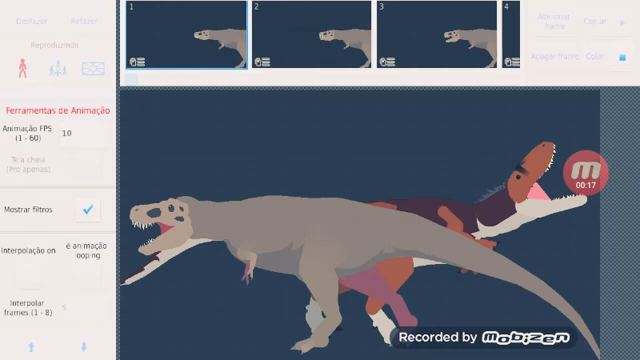 Desfazer Refazer
Reproduzindo
Ferramentas de Animação
Animação FPS
(1 - 60)
10
Tela cheia
(Pro apenas)
Mostrar filtros
Interpolação on
é animação
looping
Interpolar
frames (1 - 8)
5
1
2
3
4
Adicionar
frame
Copiar
Apagar frame
Colar
00:17
Recorded by Mobizen